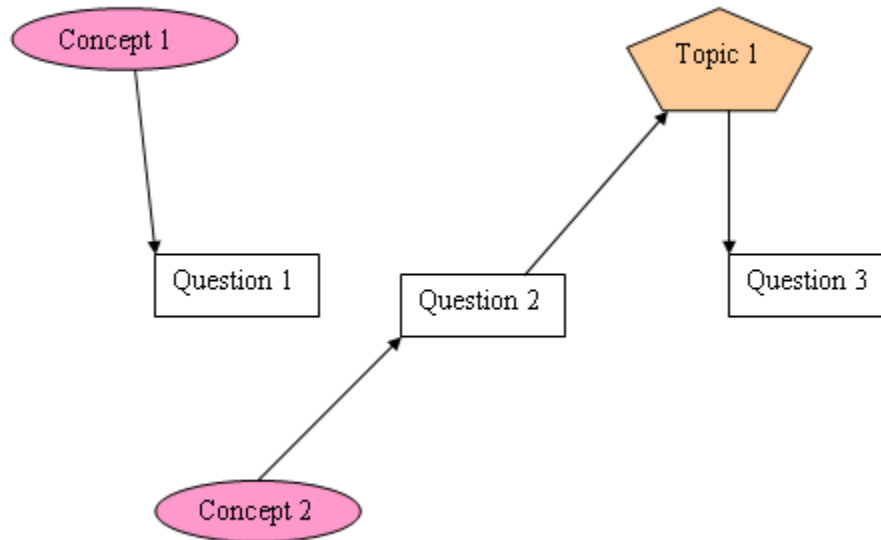 Concept 1
Topic 1
Question 1
Question 2
Question 3
Concept 2